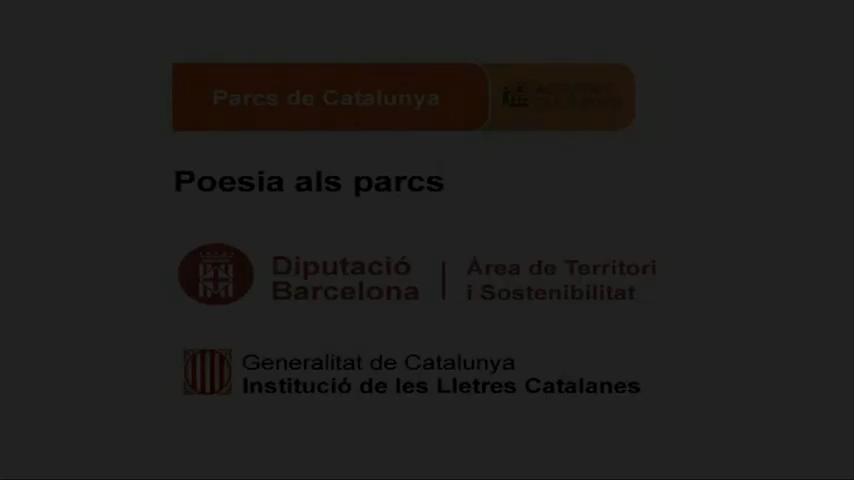 Parcs de Catalunya
Poesia als parcs
Diputació
Barcelona
Àrea de Territori
i Sostenibilitat
Generalitat de Catalunya
Institució de les Lletres Catalanes